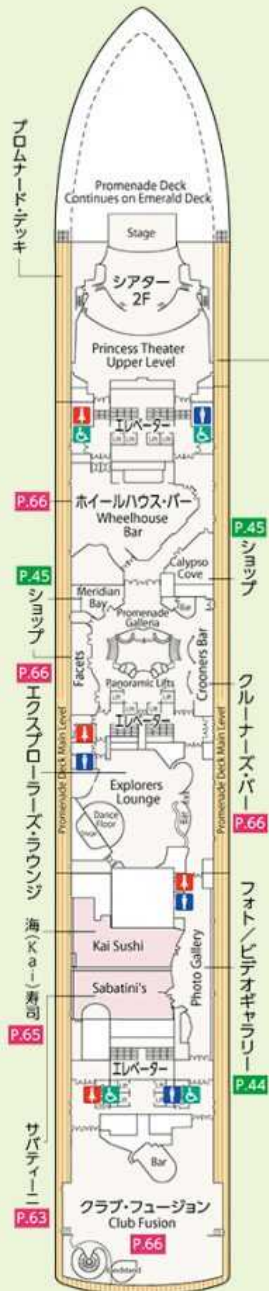 プロムナード・デッキ
Promenade Deck
Continues on Emerald Deck
Stage
シアター
2F
Princess Theater
Upper Level
エレベーター
P.66
ホイールハウス・バー
Wheelhouse
Bar
P.45
ショップ
Calypso
Cove
P.45
ショップ
Meridian
Bay
Bar
Promenade
Galleria
Facets
Panoramic Lifts
Crooners Bar
エレベーター
P.66
エクスプローラーズ・ラウンジ
クルーナーズ・バー
P.66
Promenade Deck Main Level
Promenade Deck Main Level
Explorers
Lounge
Dance
Floor
Stage
Bar
海(Kai)寿司
P.65
Kai Sushi
Sabatini's
Photo Gallery
フォト/ビデオギャラリー
P.44
サバティーニ
P.63
エレベーター
Bar
クラブ・フュージョン
Club Fusion
P.66
Bandstand